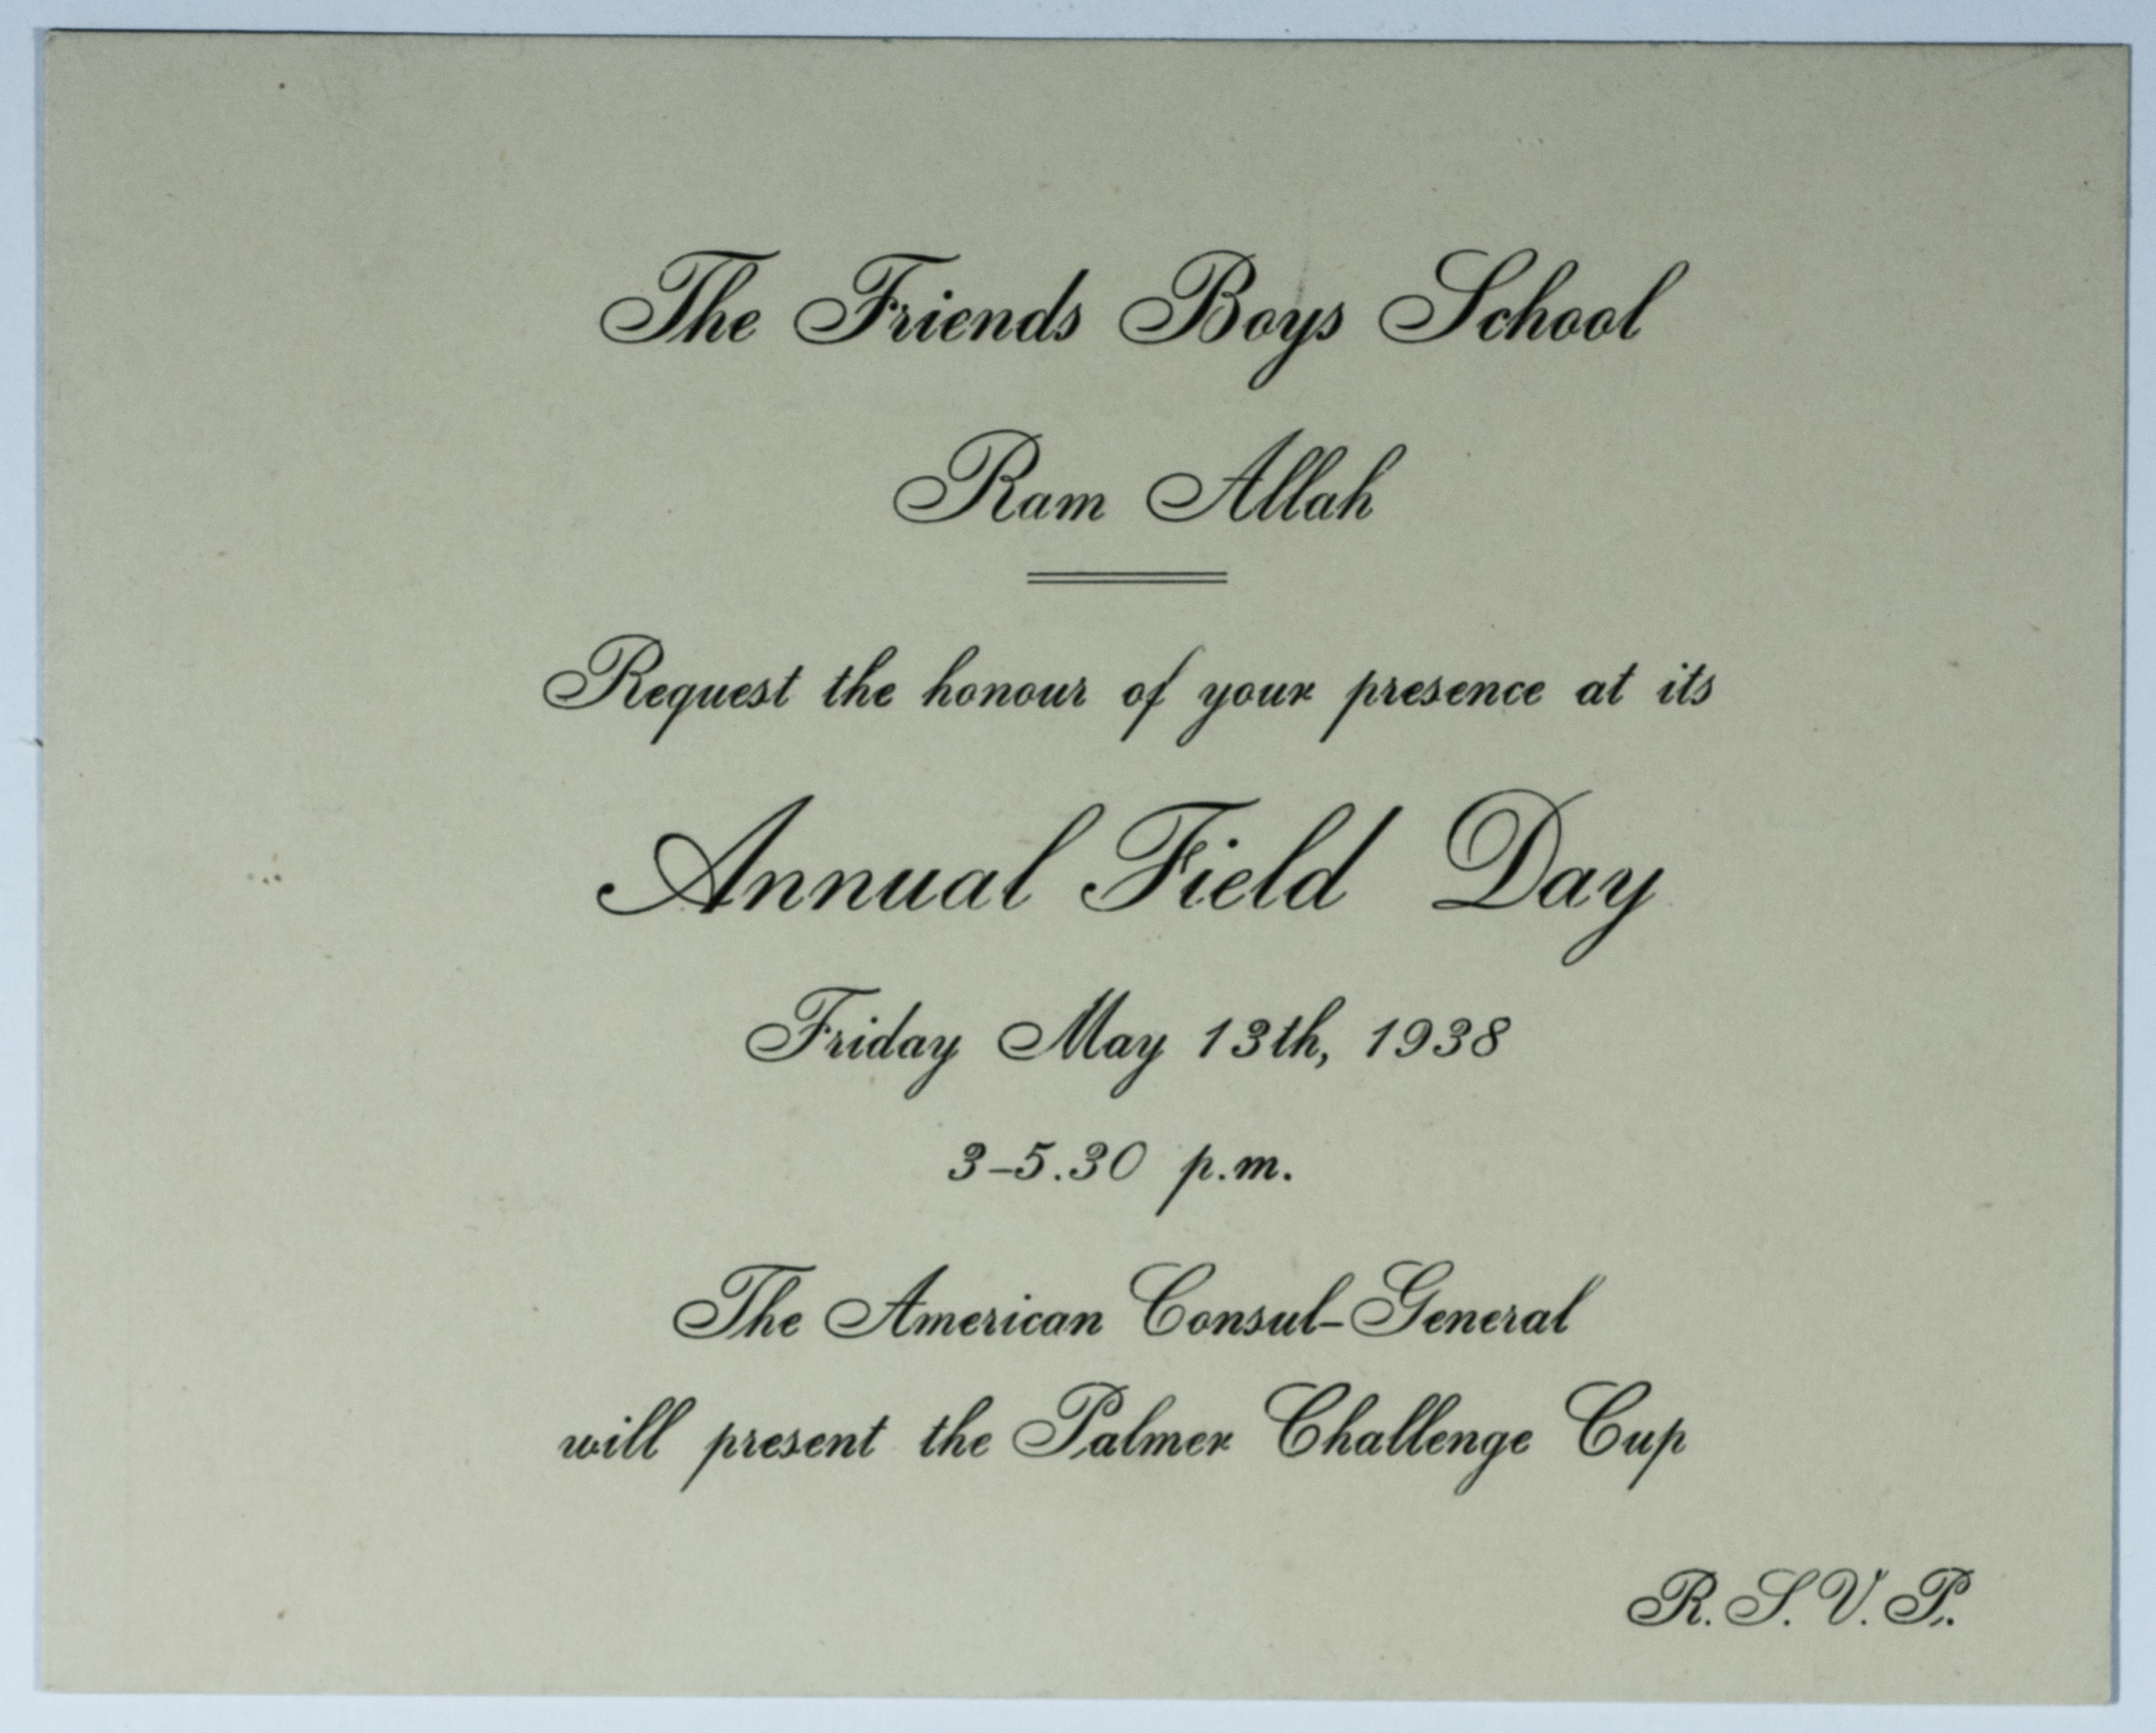 The Friends Boys School
Ram Allah
Request the honour of your presence at its
Annual Field Day
Friday May 13th, 1938
3-5.30 p.m.
The American Consul-General
will present the Palmer Challenge Cup
R.S.V.P.